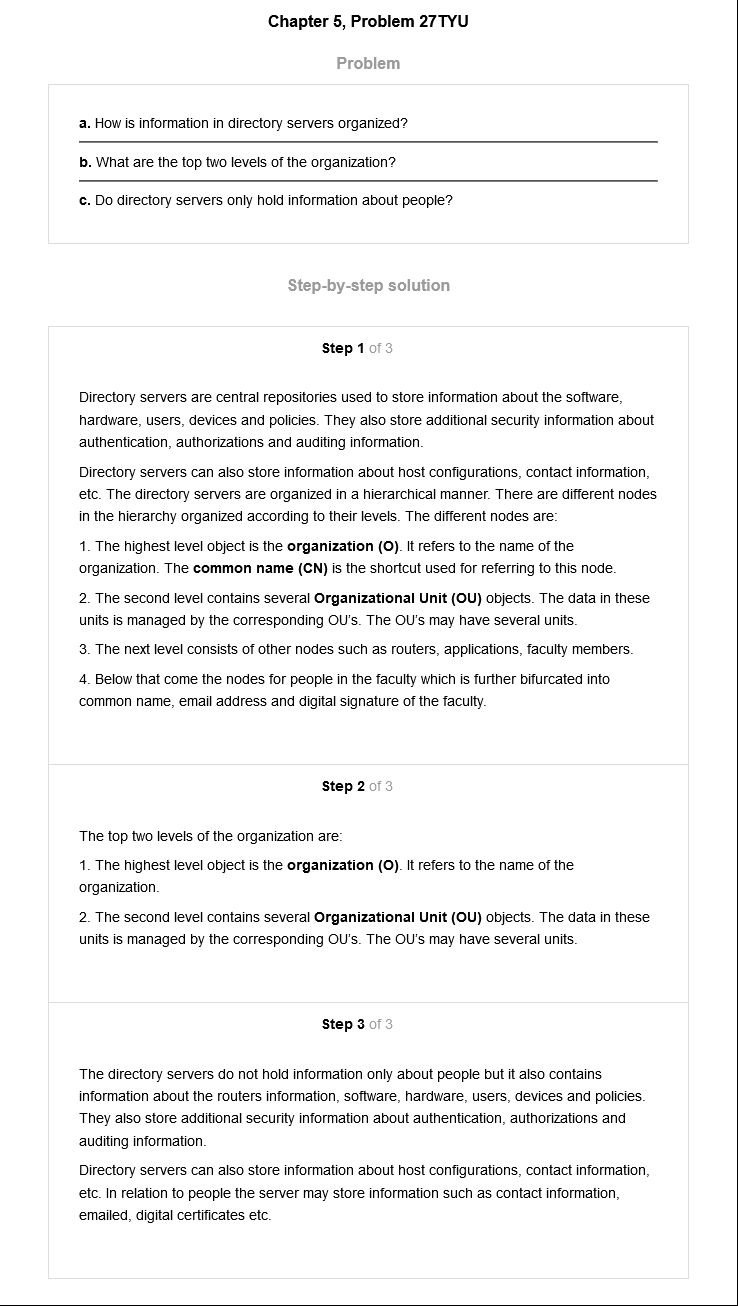 Chapter 5, Problem 27TYU
Problem
a. How is information in directory servers organized?
b. What are the top two levels of the organization?
c. Do directory servers only hold information about people?
Step-by-step solution
Step 1 of 3
Directory servers are central repositories used to store information about the software,
hardware, users, devices and policies. They also store additional security information about
authentication, authorizations and auditing information.
Directory servers can also store information about host configurations, contact information,
etc. The directory servers are organized in a hierarchical manner. There are different nodes
in the hierarchy organized according to their levels. The different nodes are:
1. The highest level object is the organization (O). It refers to the name of the
organization. The common name (CN) is the shortcut used for referring to this node.
2. The second level contains several Organizational Unit (OU) objects. The data in these
units is managed by the corresponding OU's. The OU's may have several units.
3. The next level consists of other nodes such as routers, applications, faculty members.
4. Below that come the nodes for people in the faculty which is further bifurcated into
common name, email address and digital signature of the faculty.
Step 2 of 3
The top two levels of the organization are:
1. The highest level object is the organization (O). It refers to the name of the
organization.
2. The second level contains several Organizational Unit (OU) objects. The data in these
units is managed by the corresponding OU's. The OU's may have several units.
Step 3 of 3
The directory servers do not hold information only about people but it also contains
information about the routers information, software, hardware, users, devices and policies.
They also store additional security information about authentication, authorizations and
auditing information.
Directory servers can also store information about host configurations, contact information,
etc. In relation to people the server may store information such as contact information,
emailed, digital certificates etc.